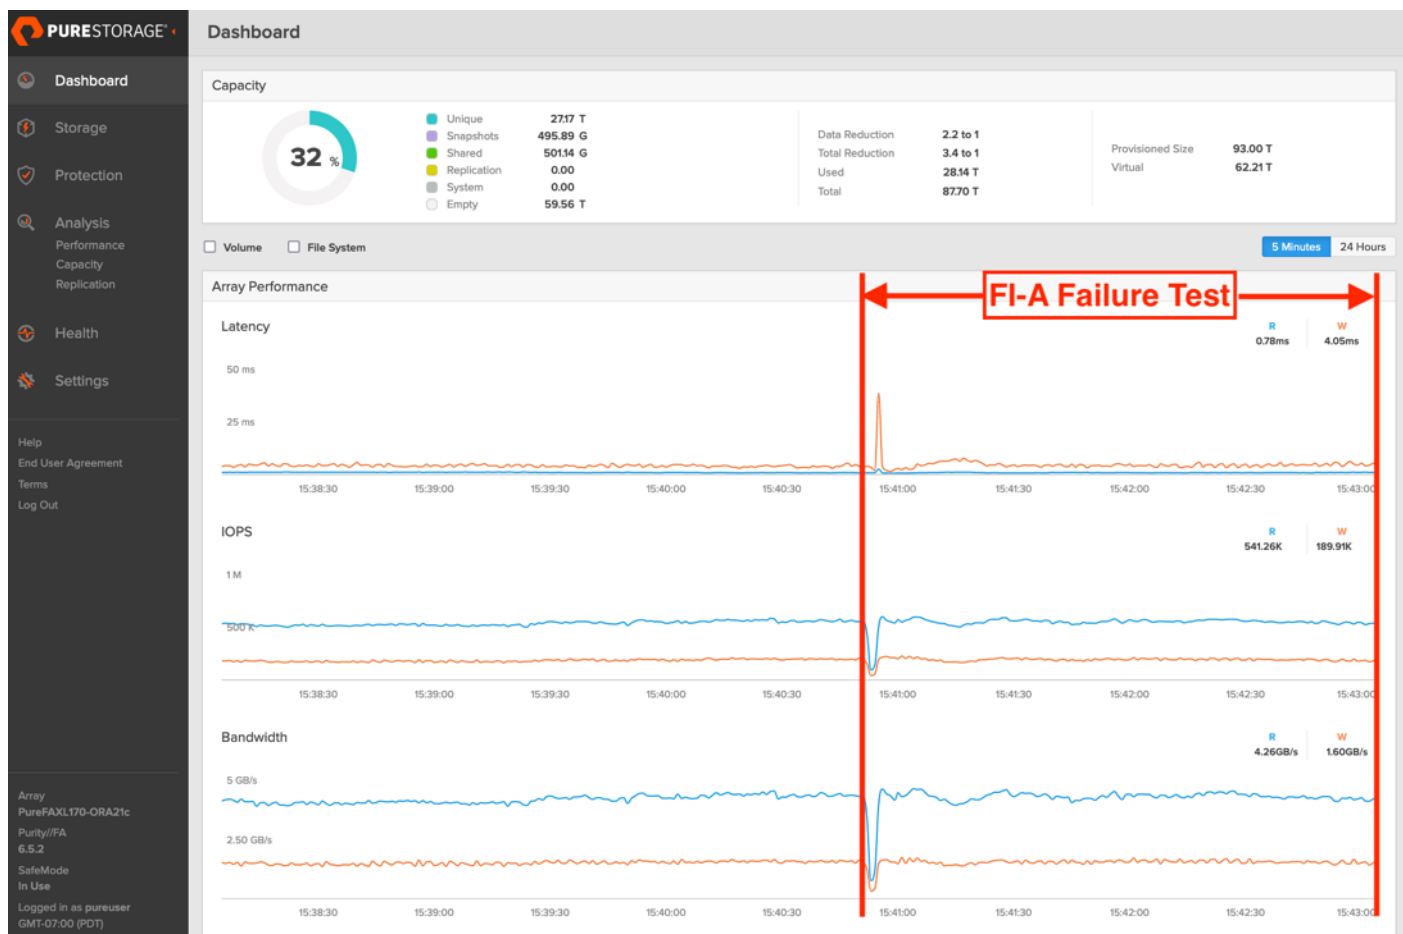 PURESTORAGE®
Dashboard
Dashboard
Storage
Protection
Analysis
Performance
Capacity
Replication
Health
Settings
Help
End User Agreement
Terms
Log Out
Array
PureFAXL170-ORA21c
Purity//FA
6.5.2
SafeMode
In Use
Logged in as pureuser
GMT-07:00 (PDT)
Capacity
32 %
Unique 27.17 T
Snapshots 495.89 G
Shared 501.14 G
Replication 0.00
System 0.00
Empty 59.56 T
Data Reduction 2.2 to 1
Total Reduction 3.4 to 1
Used 28.14 T
Total 87.70 T
Provisioned Size 93.00 T
Virtual 62.21 T
Volume File System
5 Minutes 24 Hours
Array Performance
FI-A Failure Test
Latency
R W
0.78ms 4.05ms
50 ms
25 ms
15:38:30 15:39:00 15:39:30 15:40:00 15:40:30 15:41:00 15:41:30 15:42:00 15:42:30 15:43:00
IOPS
R W
541.26K 189.91K
1 M
500 K
15:38:30 15:39:00 15:39:30 15:40:00 15:40:30 15:41:00 15:41:30 15:42:00 15:42:30 15:43:00
Bandwidth
R W
4.26GB/s 1.60GB/s
5 GB/s
2.50 GB/s
15:38:30 15:39:00 15:39:30 15:40:00 15:40:30 15:41:00 15:41:30 15:42:00 15:42:30 15:43:00